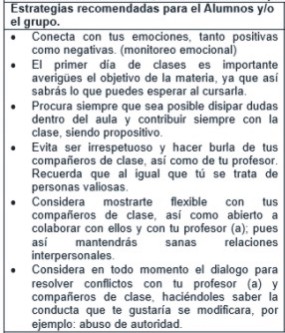 Estrategias recomendadas para el Alumnos y/o
el grupo.
• Conecta con tus emociones, tanto positivas
como negativas. (monitoreo emocional)
• El primer día de clases es importante
averigües el objetivo de la materia, ya que así
sabrás lo que puedes esperar al cursarla.
• Procura siempre que sea posible disipar dudas
dentro del aula y contribuir siempre con la
clase, siendo propositivo.
• Evita ser irrespetuoso y hacer burla de tus
compañeros de clase, así como de tu profesor.
Recuerda que al igual que tú se trata de
personas valiosas.
• Considera mostrarte flexible con tus
compañeros de clase, así como abierto a
colaborar con ellos y con tu profesor (a); pues
así mantendrás sanas relaciones
interpersonales.
• Considera en todo momento el dialogo para
resolver conflictos con tu profesor (a) y
compañeros de clase, haciéndoles saber la
conducta que te gustaría se modificara, por
ejemplo: abuso de autoridad.